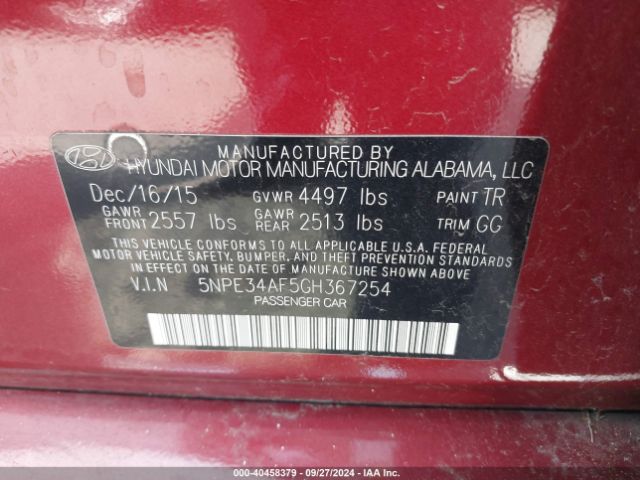 MANUFACTURED BY
HYUNDAI MOTOR MANUFACTURING ALABAMA, LLC
Dec/16/15 GVWR 4497 lbs PAINT TR
GAWR FRONT 2557 lbs GAWR REAR 2513 lbs TRIM GG
THIS VEHICLE CONFORMS TO ALL APPLICABLE U.S.A. FEDERAL
MOTOR VEHICLE SAFETY, BUMPER, AND THEFT PREVENTION
STANDARDS IN EFFECT ON THE DATE OF MANUFACTURE SHOWN ABOVE.
V.I.N 5NPE34AF5GH367254
PASSENGER CAR
000-40458379 - 09/27/2024 - IAA Inc.